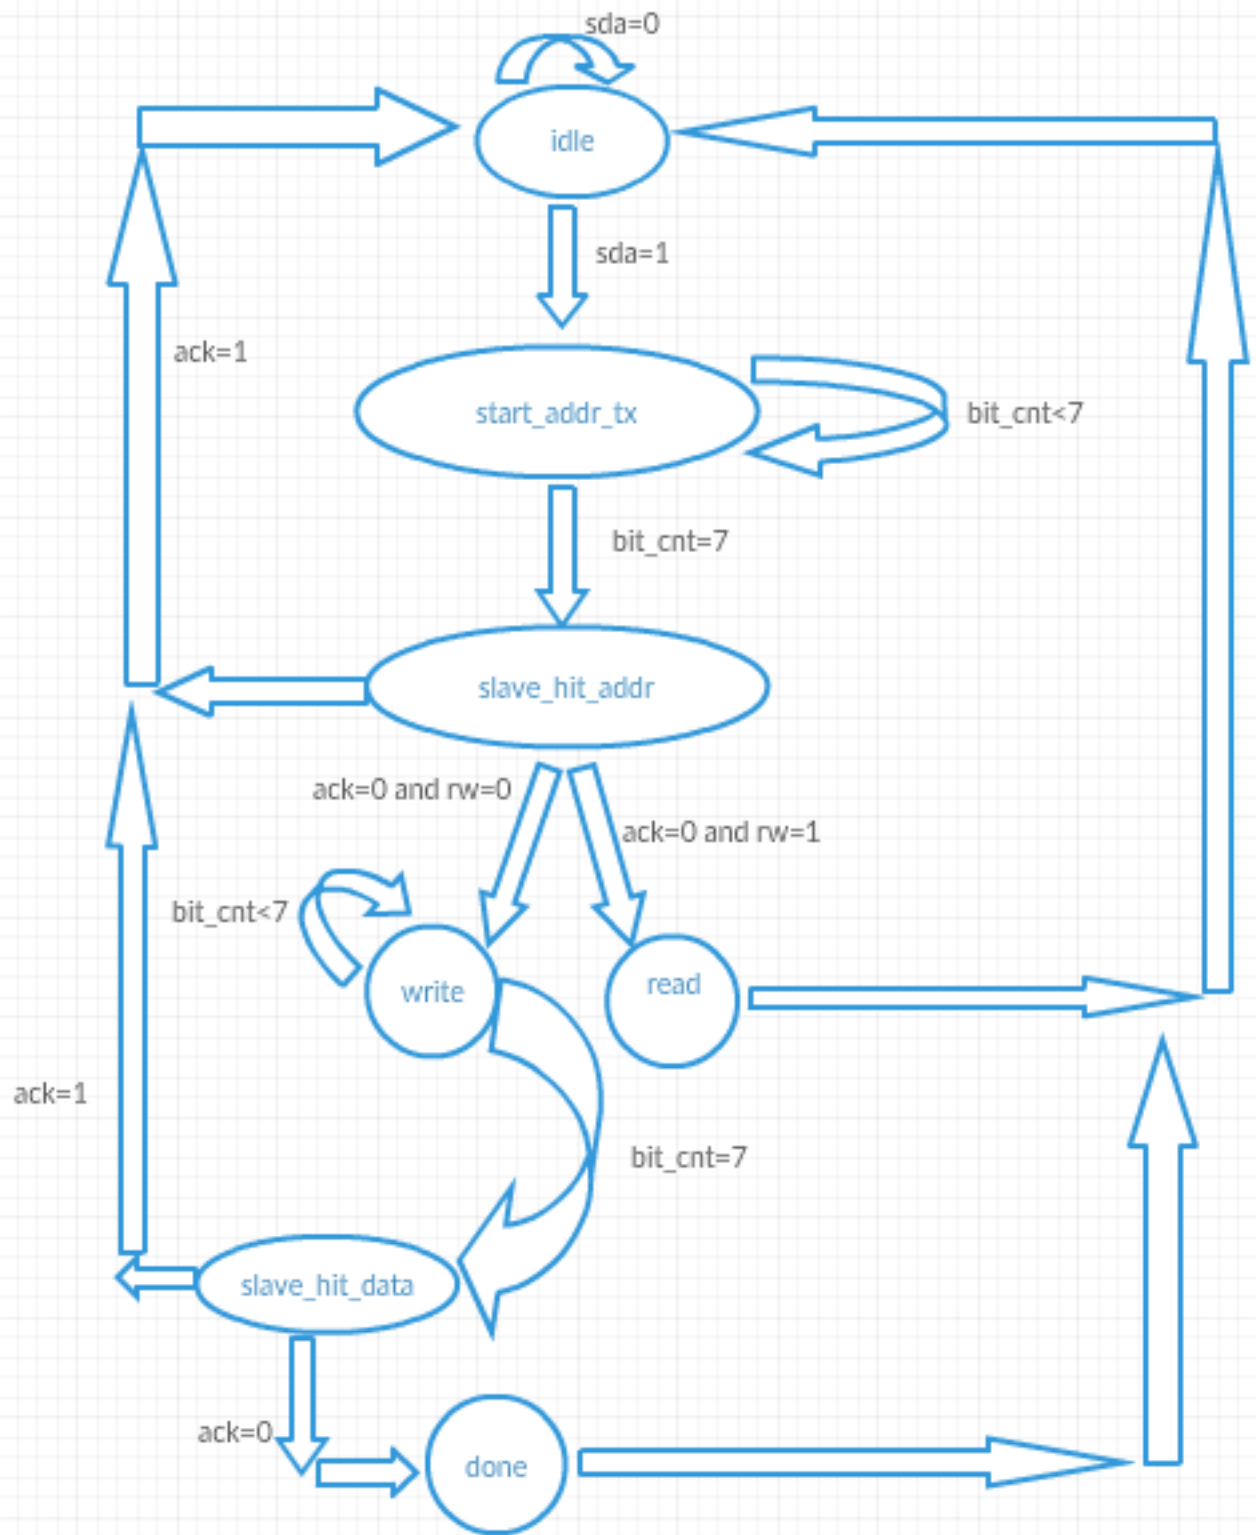 sda=0
idle
sda=1
ack=1
start_addr_tx
bit_cnt<7
bit_cnt=7
slave_hit_addr
ack=0 and rw=0
ack=0 and rw=1
bit_cnt<7
write
read
ack=1
bit_cnt=7
slave_hit_data
ack=0
done